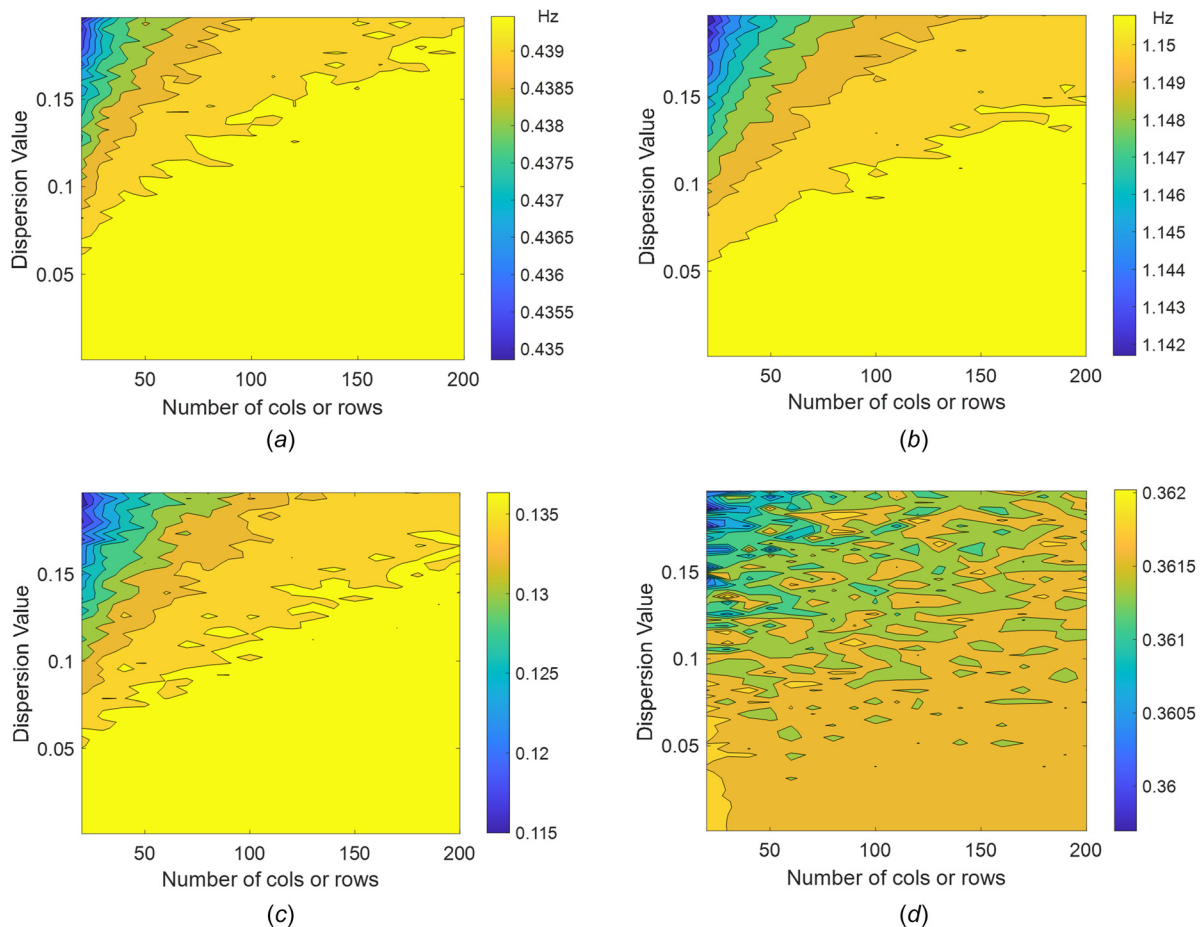 Hz
0.439
0.4385
0.438
0.4375
0.437
0.4365
0.436
0.4355
0.435
0.15
0.1
0.05
Dispersion Value
50 100 150 200
Number of cols or rows
(a)
Hz
1.15
1.149
1.148
1.147
1.146
1.145
1.144
1.143
1.142
0.15
0.1
0.05
Dispersion Value
50 100 150 200
Number of cols or rows
(b)
0.135
0.13
0.125
0.12
0.115
0.15
0.1
0.05
Dispersion Value
50 100 150 200
Number of cols or rows
(c)
0.362
0.3615
0.361
0.3605
0.36
0.15
0.1
0.05
Dispersion Value
50 100 150 200
Number of cols or rows
(d)